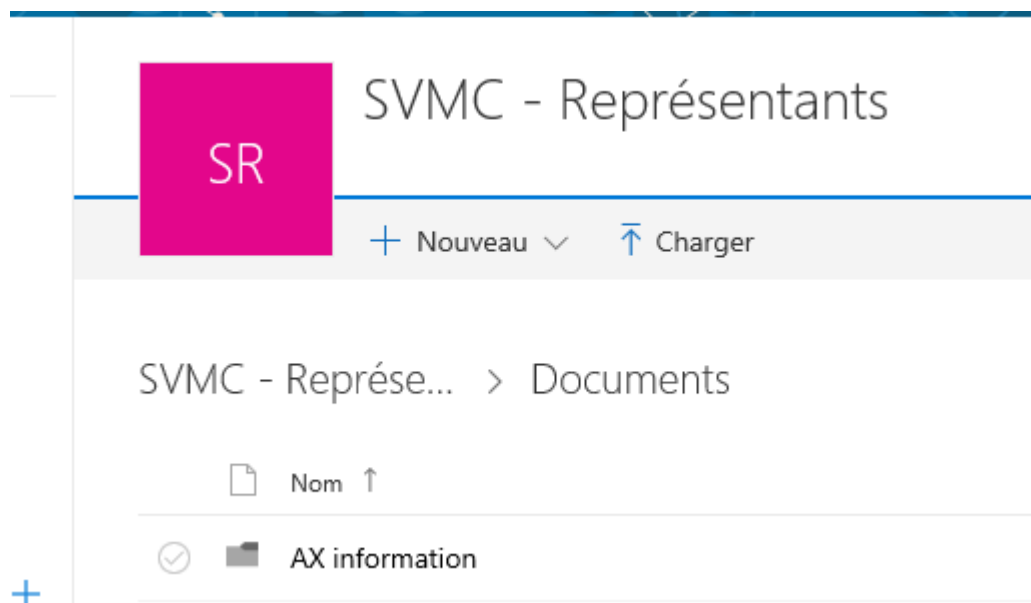 SVMC - Représentants
SR
Nouveau
Charger
SVMC - Représe... > Documents
Nom
AX information